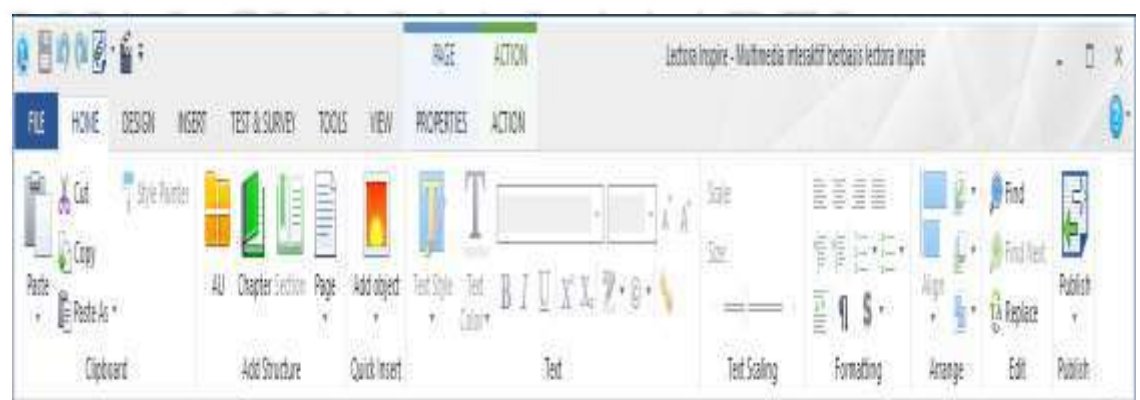 PAGE ACTION Lectora Inspire - Multimedia interaktif berbasis lectora inspire
FILE HOME DESIGN INSERT TEST & SURVEY TOOLS VIEW PROPERTIES ACTION
Cut Style Painter Scale: Find
Copy Size: Find Next
Paste AU Chapter Section Page Add object Text Style Text Color B I U X² X₂ Align Publish
Paste As Replace
Clipboard Add Structure Quick Insert Text Text Scaling Formatting Arrange Edit Publish